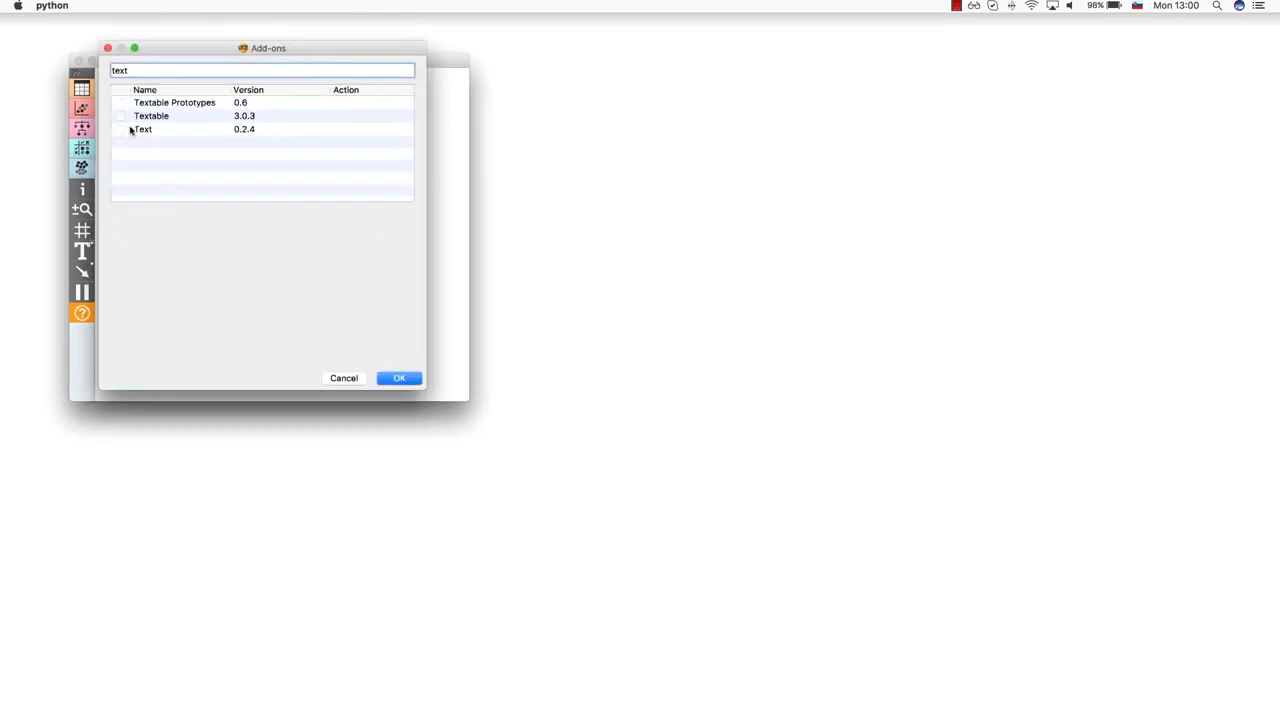 python
98%
Mon 13:00
Add-ons
text
Name Version Action
Textable Prototypes 0.6
Textable 3.0.3
Text 0.2.4
i
T
?
Cancel OK